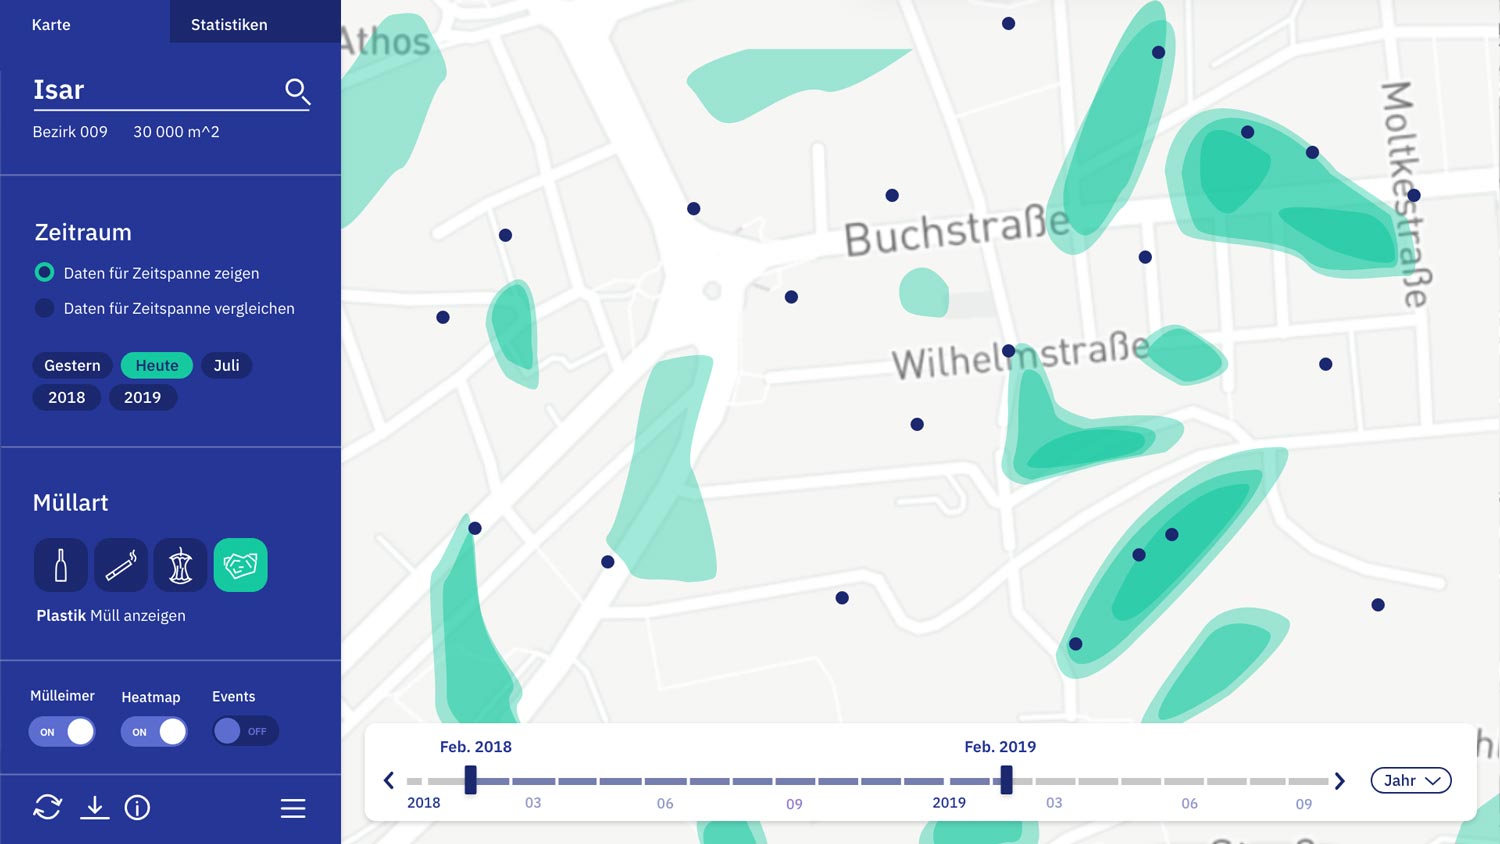 Karte
Statistiken
Isar
Bezirk 009
30 000 m^2
Zeitraum
Daten für Zeitspanne zeigen
Daten für Zeitspanne vergleichen
Gestern Heute Juli
2018 2019
Müllart
Plastik Müll anzeigen
Mülleimer Heatmap Events
ON ON OFF
Athos
Buchstraße
Moltkestraße
Wilhelmstraße
Feb. 2018 Feb. 2019
2018 03 06 09 2019 03 06 09
Jahr